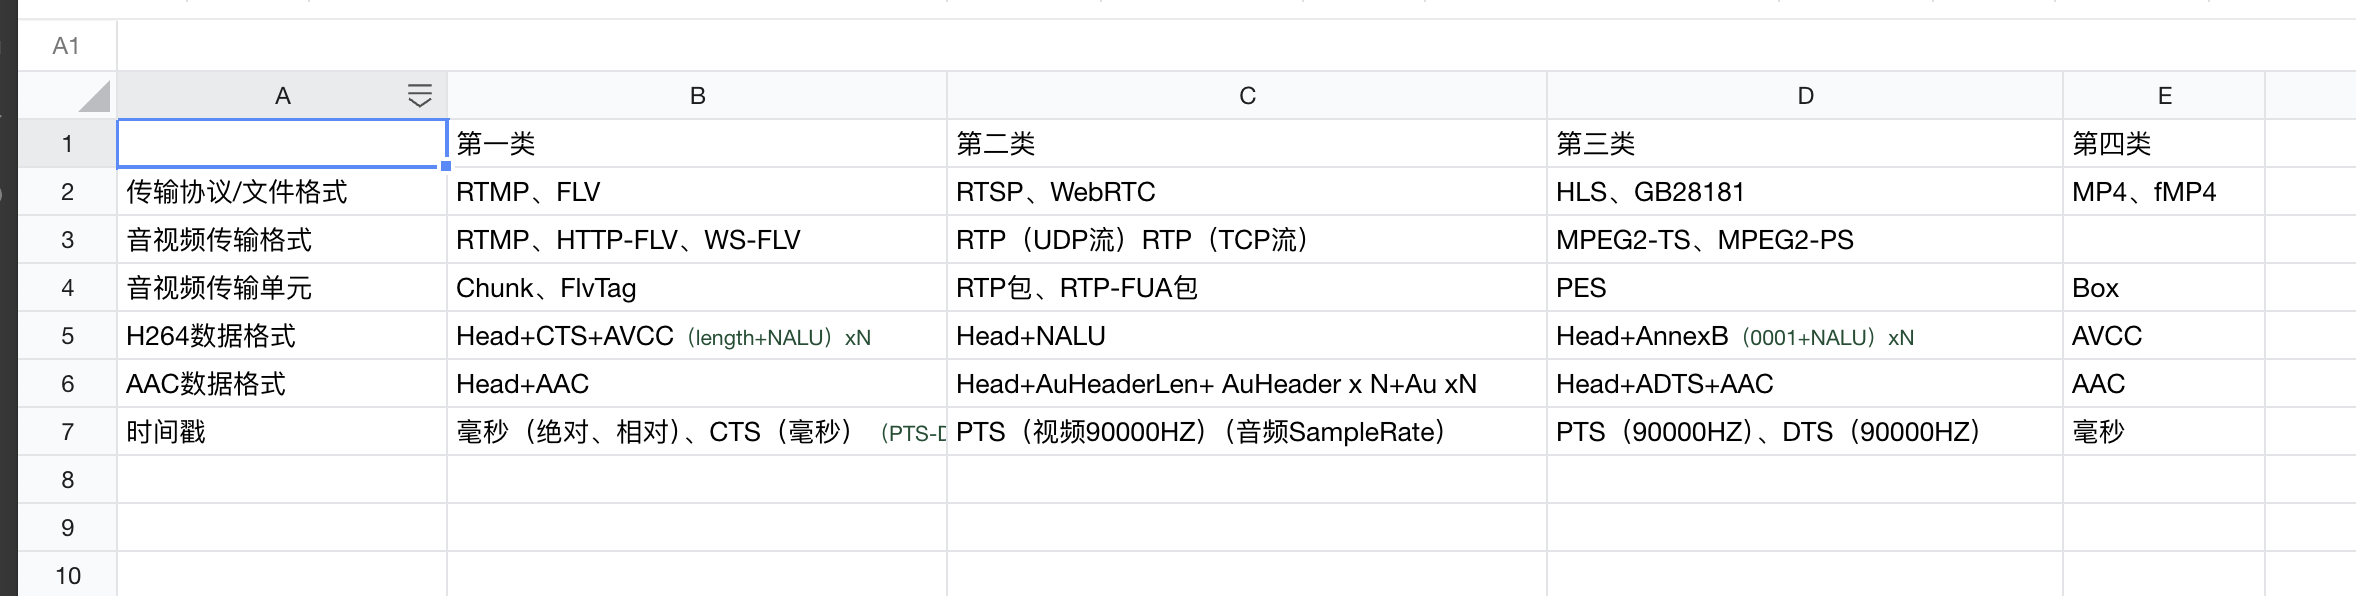 A1
A B C D E
1 第一类 第二类 第三类 第四类
2 传输协议/文件格式 RTMP、FLV RTSP、WebRTC HLS、GB28181 MP4、fMP4
3 音视频传输格式 RTMP、HTTP-FLV、WS-FLV RTP（UDP流）RTP（TCP流） MPEG2-TS、MPEG2-PS
4 音视频传输单元 Chunk、FlvTag RTP包、RTP-FUA包 PES Box
5 H264数据格式 Head+CTS+AVCC（length+NALU）xN Head+NALU Head+AnnexB（0001+NALU）xN AVCC
6 AAC数据格式 Head+AAC Head+AuHeaderLen+ AuHeader x N+Au xN Head+ADTS+AAC AAC
7 时间戳 毫秒（绝对、相对）、CTS（毫秒）（PTS-D PTS（视频90000HZ）（音频SampleRate） PTS（90000HZ）、DTS（90000HZ） 毫秒
8
9
10